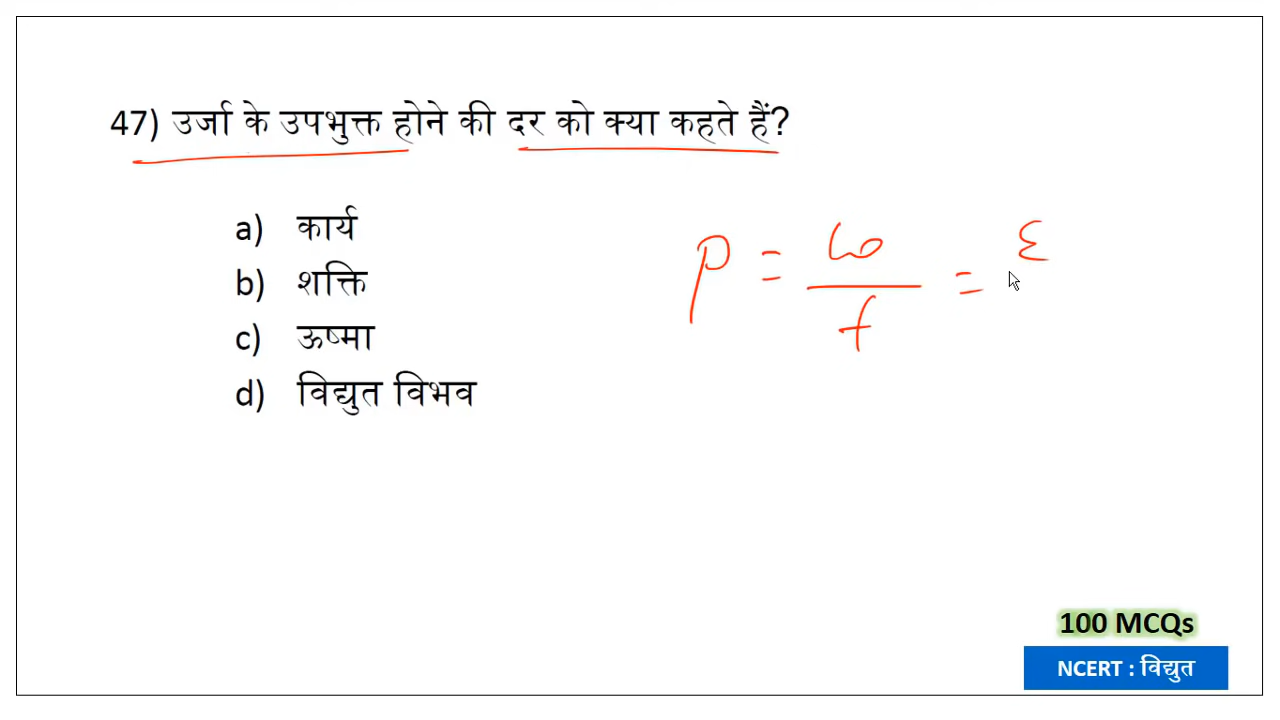 47) उर्जा के उपभुक्त होने की दर को क्या कहते हैं?
a) कार्य
b) शक्ति
c) ऊष्मा
d) विद्युत विभव
P = W / t = E
100 MCQs
NCERT : विद्युत